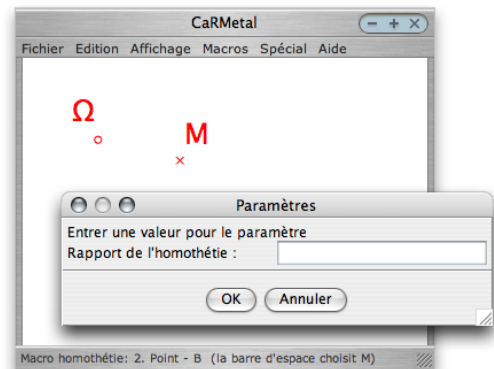 CaRMetal
Fichier Edition Affichage Macros Spécial Aide
Ω
M
Paramètres
Entrer une valeur pour le paramètre
Rapport de l'homothétie :
OK Annuler
Macro homothétie: 2. Point - B (la barre d'espace choisit M)